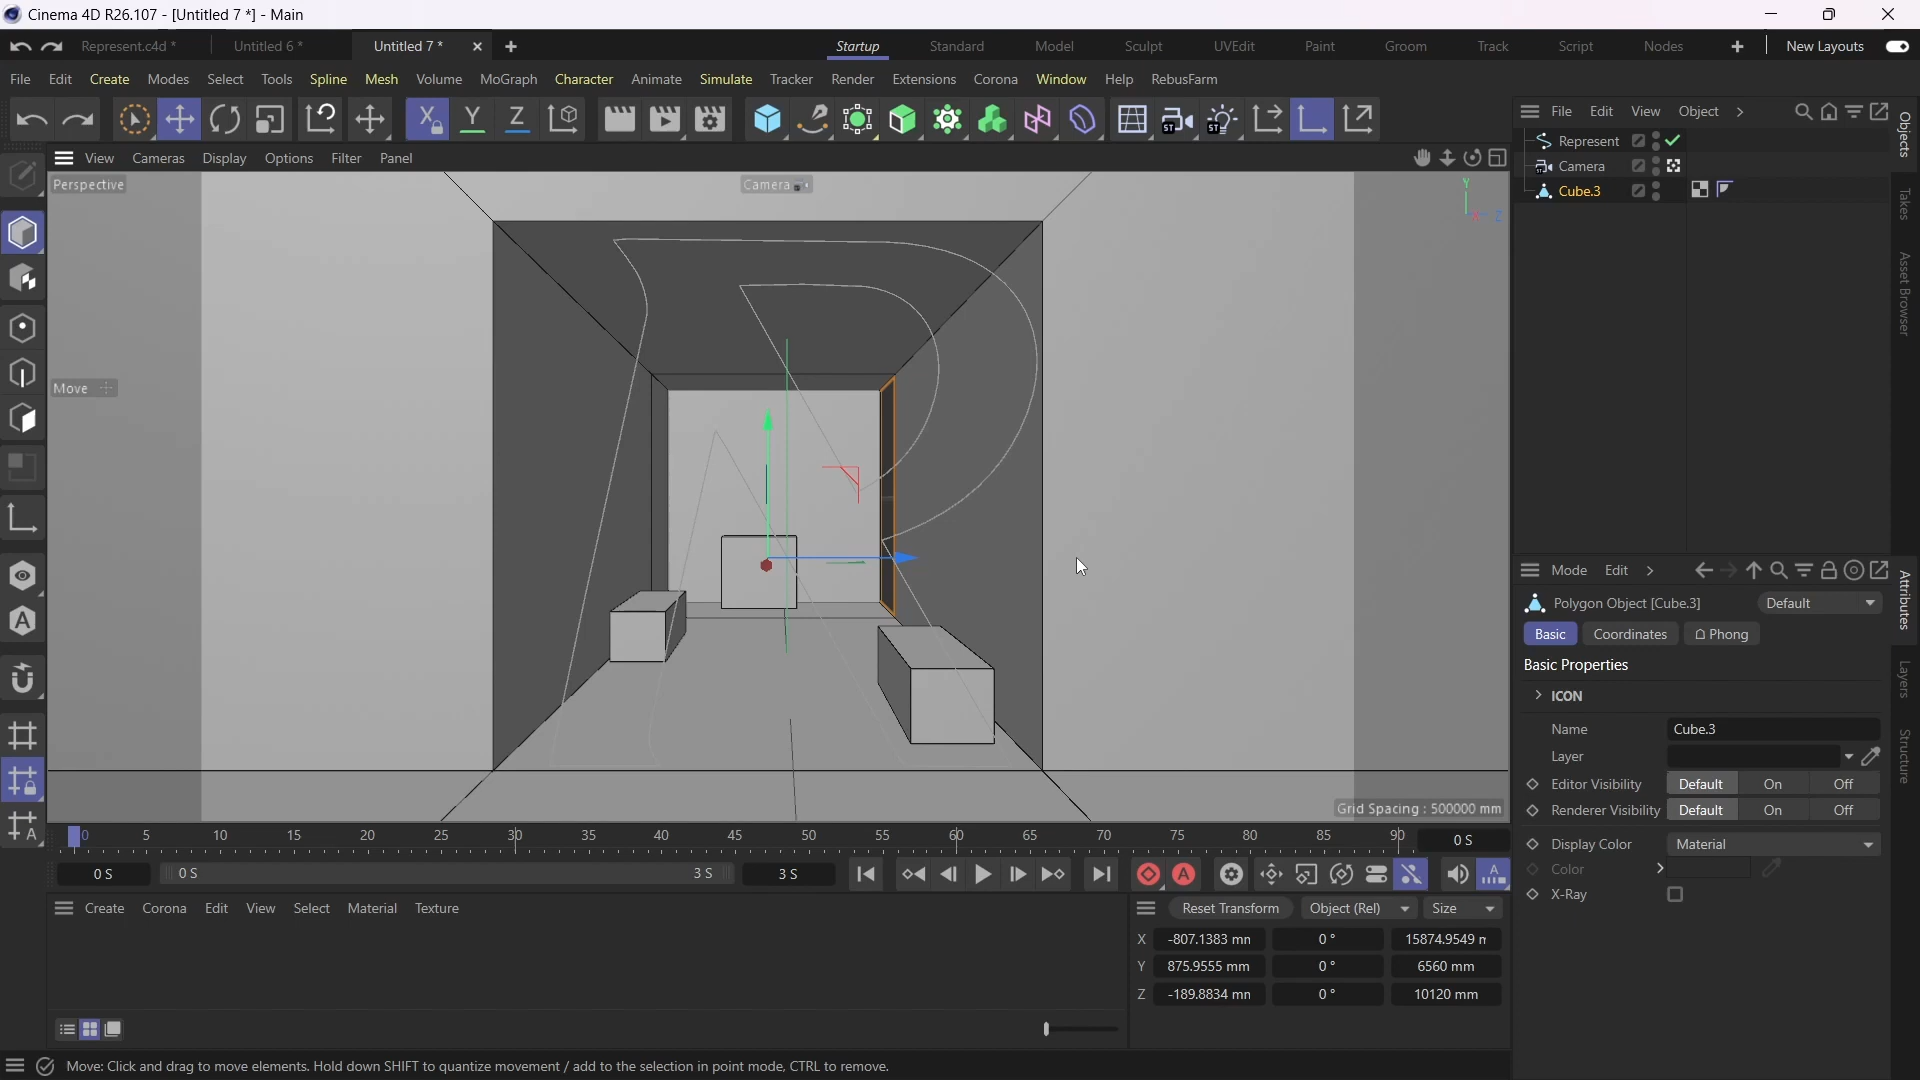 Cinema 4D R26.107 - [Untitled 7 *] - Main
Represent.c4d * Untitled 6 * Untitled 7 * Startup Standard Model Sculpt UVEdit Paint Groom Track Script Nodes New Layouts
File Edit Create Modes Select Tools Spline Mesh Volume MoGraph Character Animate Simulate Tracker Render Extensions Corona Window Help RebusFarm
X Y Z ST ST
File Edit View Object
View Cameras Display Options Filter Panel
Represent
Camera
Cube.3
Perspective
Camera
Y
Z
Move
Objects
Takes
Asset Browser
Attributes
Layers
Structure
Mode Edit
Polygon Object [Cube.3] Default
Basic Coordinates Phong
Basic Properties
ICON
Name Cube.3
Layer
Editor Visibility Default On Off
Renderer Visibility Default On Off
Display Color Material
Color
X-Ray
Grid Spacing : 500000 mm
0 5 10 15 20 25 30 35 40 45 50 55 60 65 70 75 80 85 90 0 S
0 S 0 S 3 S 3 S
Create Corona Edit View Select Material Texture
Reset Transform Object (Rel) Size
X -807.1383 mm 0 ° 15874.9549 m
Y 875.9555 mm 0 ° 6560 mm
Z -189.8834 mm 0 ° 10120 mm
Move: Click and drag to move elements. Hold down SHIFT to quantize movement / add to the selection in point mode, CTRL to remove.